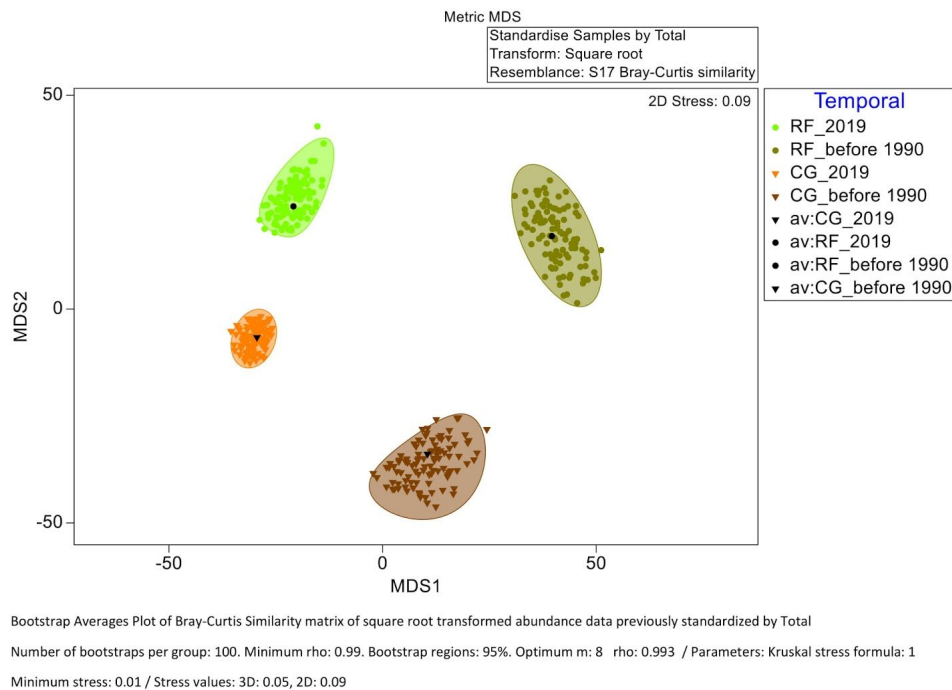 Metric MDS
Standardise Samples by Total
Transform: Square root
Resemblance: S17 Bray-Curtis similarity
2D Stress: 0.09
Temporal
RF_2019
RF_before 1990
CG_2019
CG_before 1990
av:CG_2019
av:RF_2019
av:RF_before 1990
av:CG_before 1990
50
0
-50
MDS2
-50
0
50
MDS1
Bootstrap Averages Plot of Bray-Curtis Similarity matrix of square root transformed abundance data previously standardized by Total
Number of bootstraps per group: 100. Minimum rho: 0.99. Bootstrap regions: 95%. Optimum m: 8 rho: 0.993 / Parameters: Kruskal stress formula: 1
Minimum stress: 0.01 / Stress values: 3D: 0.05, 2D: 0.09